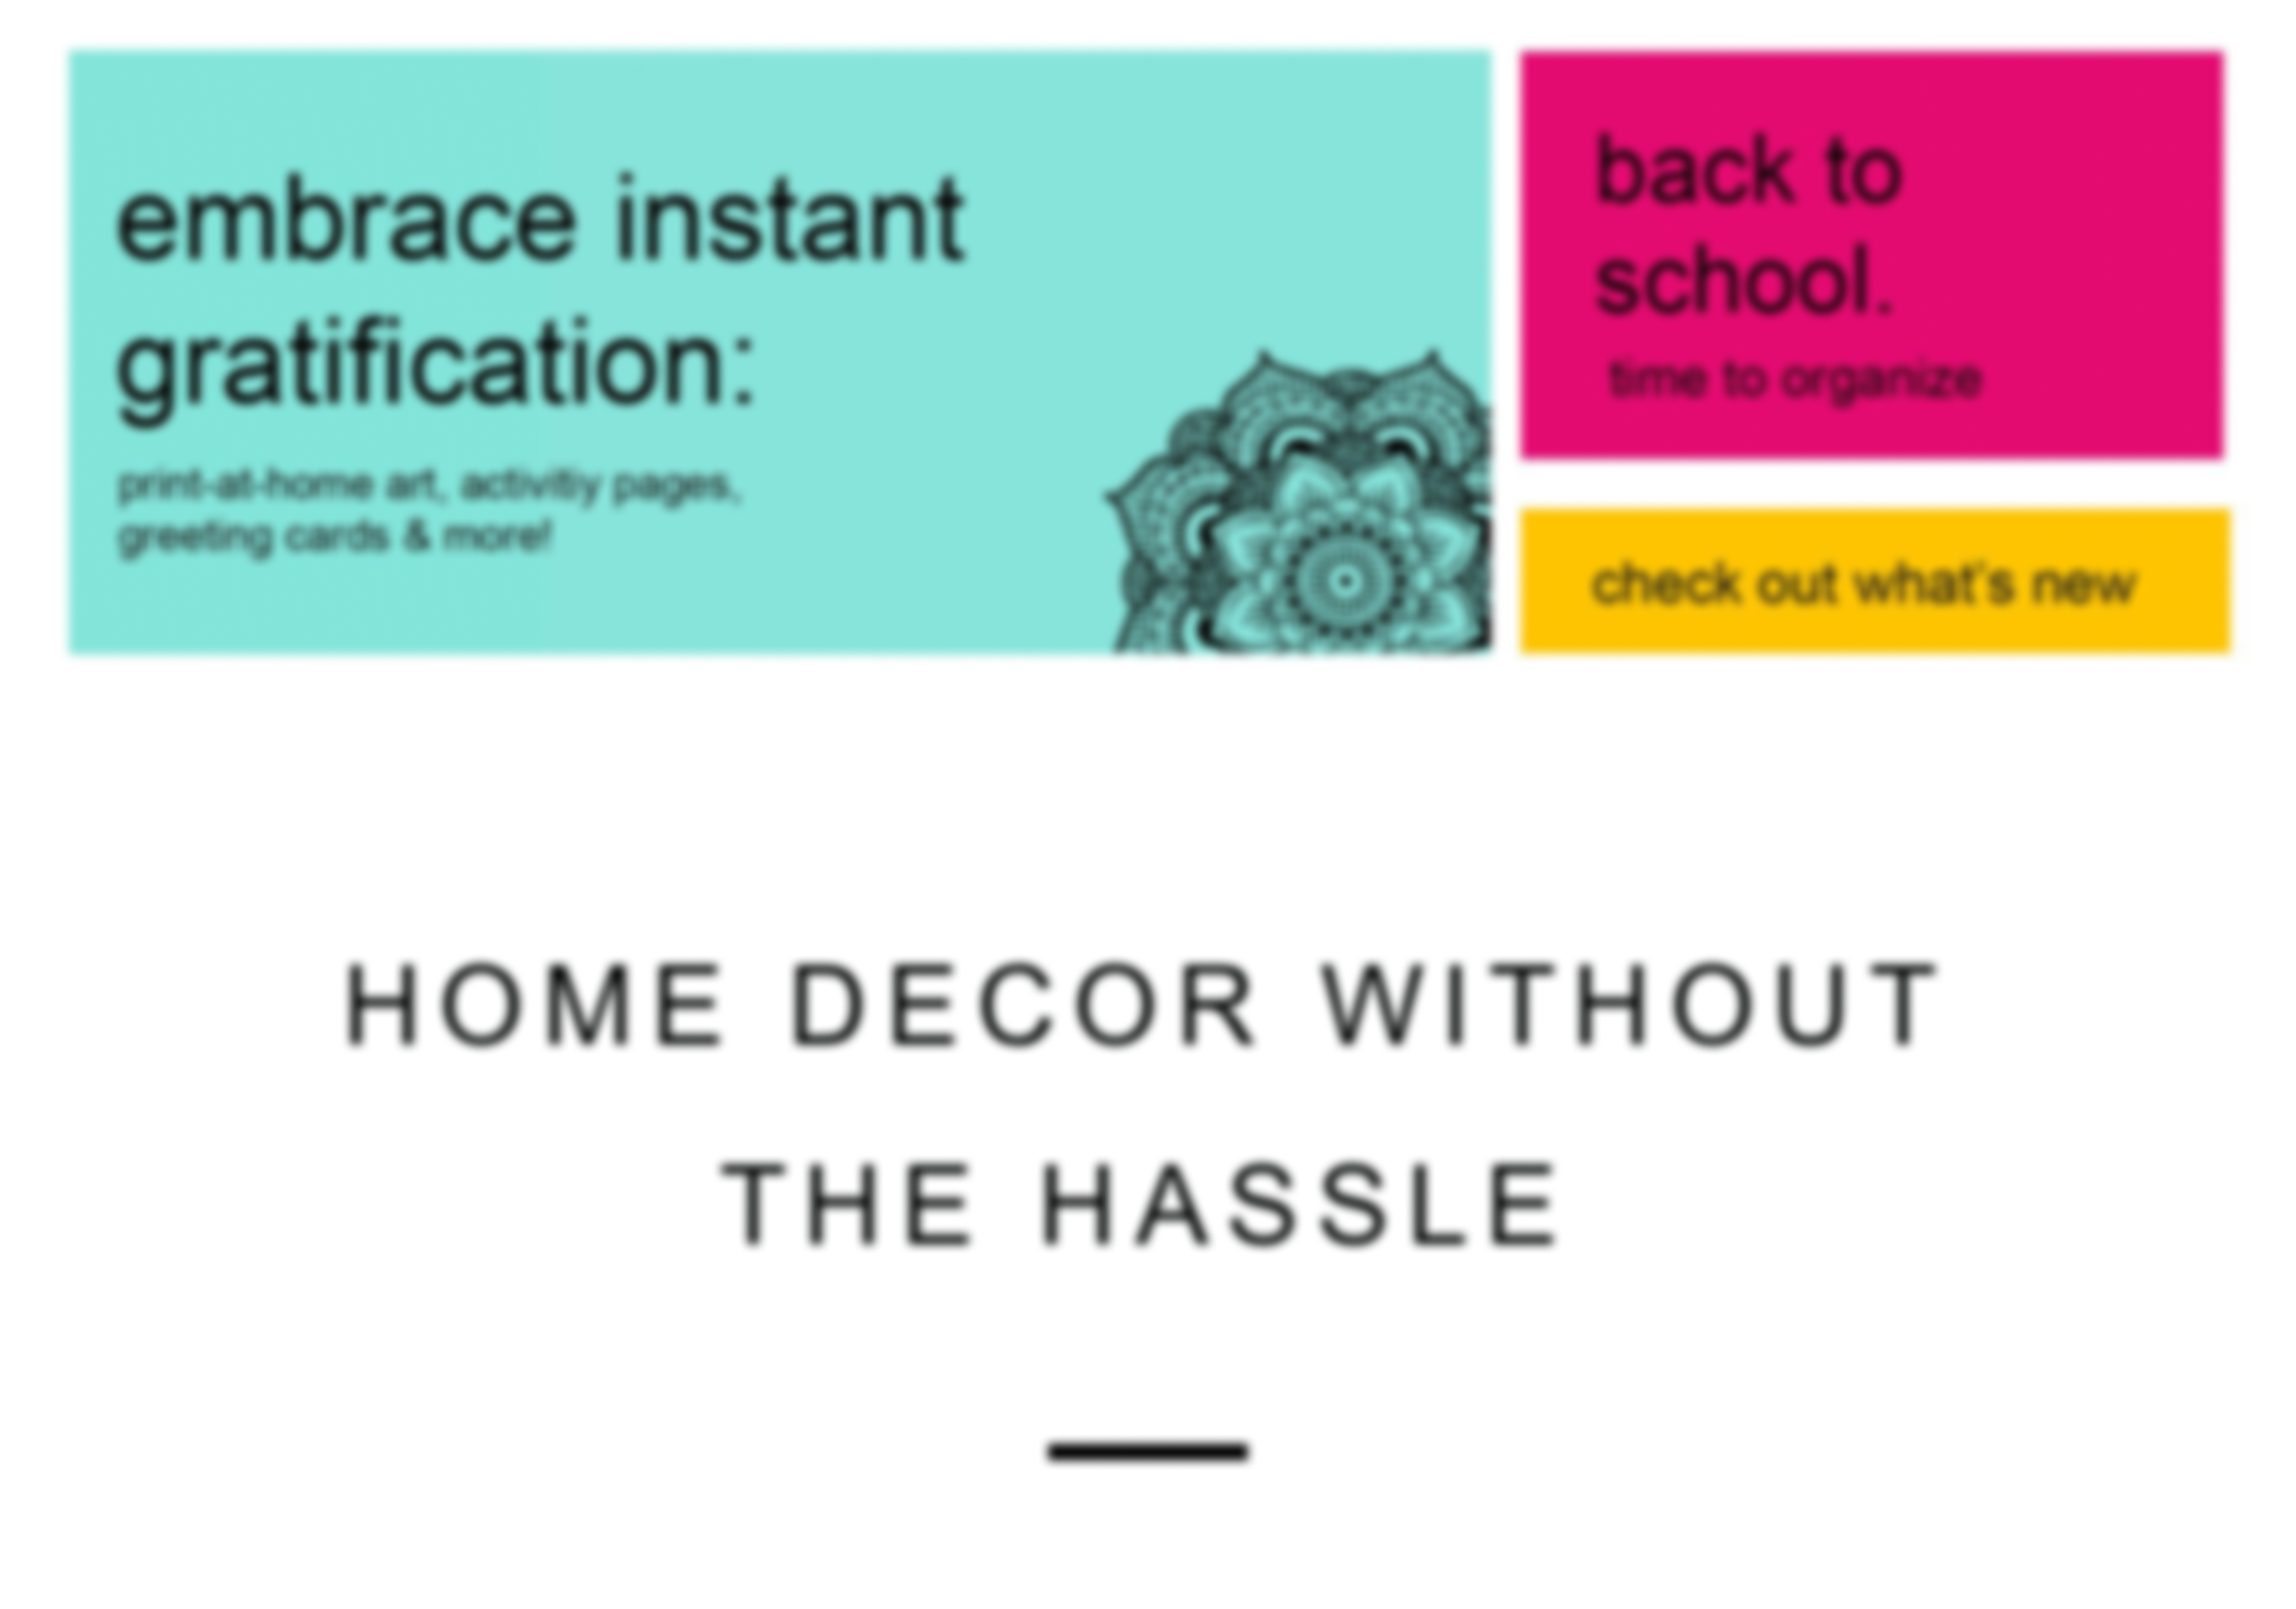 embrace instant
gratification:
print-at-home art, activitiy pages,
greeting cards & more!
back to
school.
time to organize
check out what's new
HOME DECOR WITHOUT
THE HASSLE